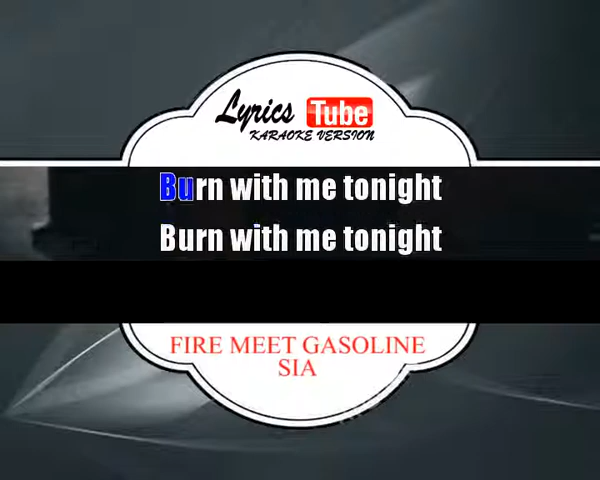 Lyrics Tube
KARAOKE VERSION
Burn with me tonight
Burn with me tonight
FIRE MEET GASOLINE
SIA